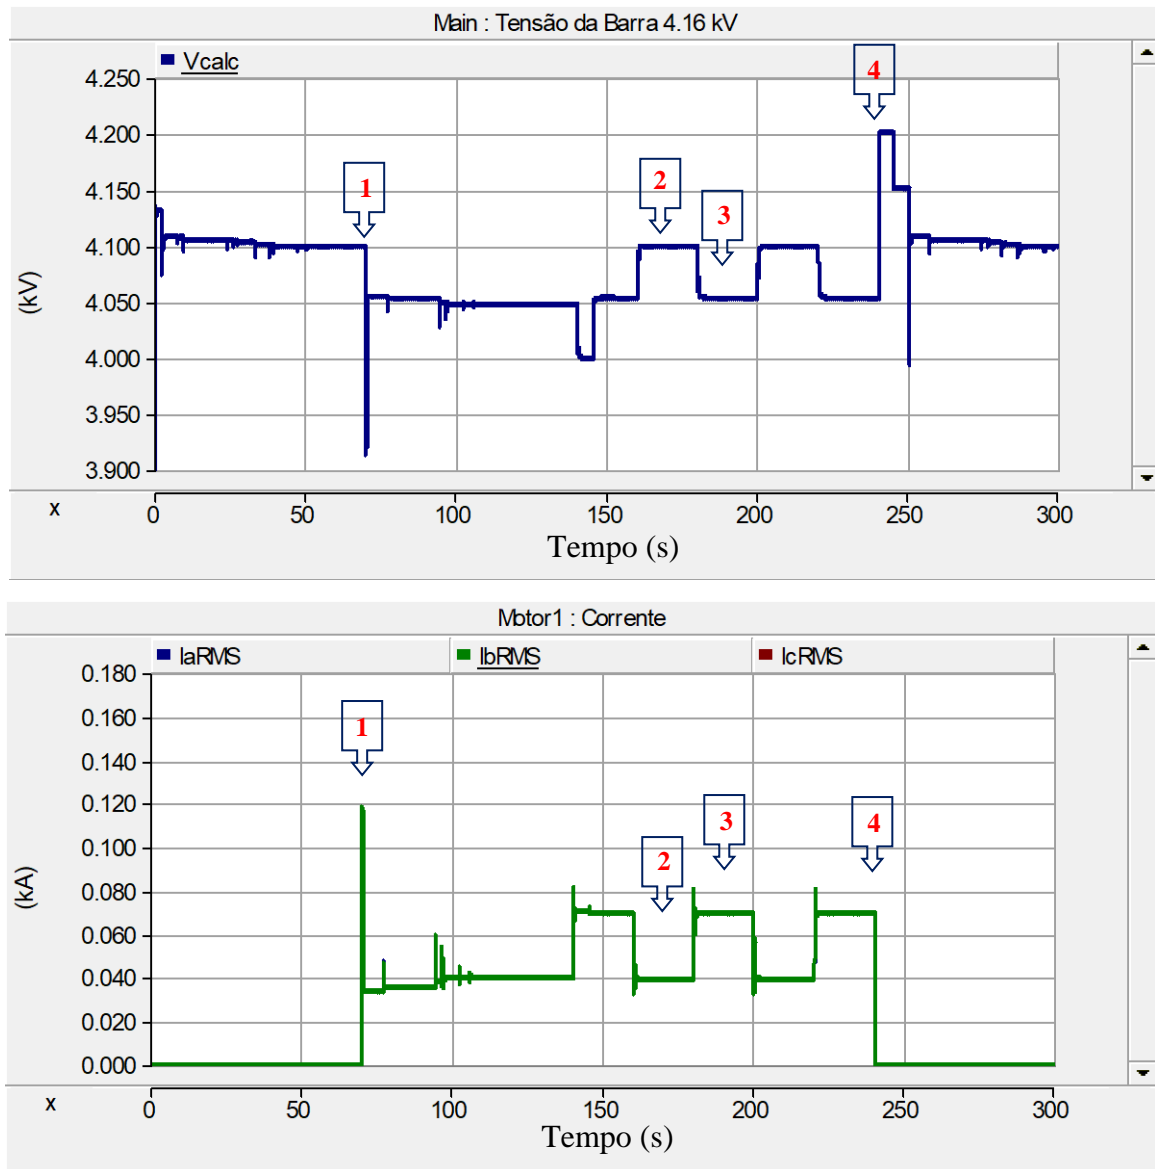 Main : Tensão da Barra 4.16 kV
Vcalc
4.250
4.200
4.150
4.100
4.050
4.000
3.950
3.900
(kV)
1
2
3
4
x
0 50 100 150 200 250 300
Tempo (s)
Motor1 : Corrente
IaRMS IbRMS IcRMS
0.180
0.160
0.140
0.120
0.100
0.080
0.060
0.040
0.020
0.000
(kA)
1
2
3
4
x
0 50 100 150 200 250 300
Tempo (s)